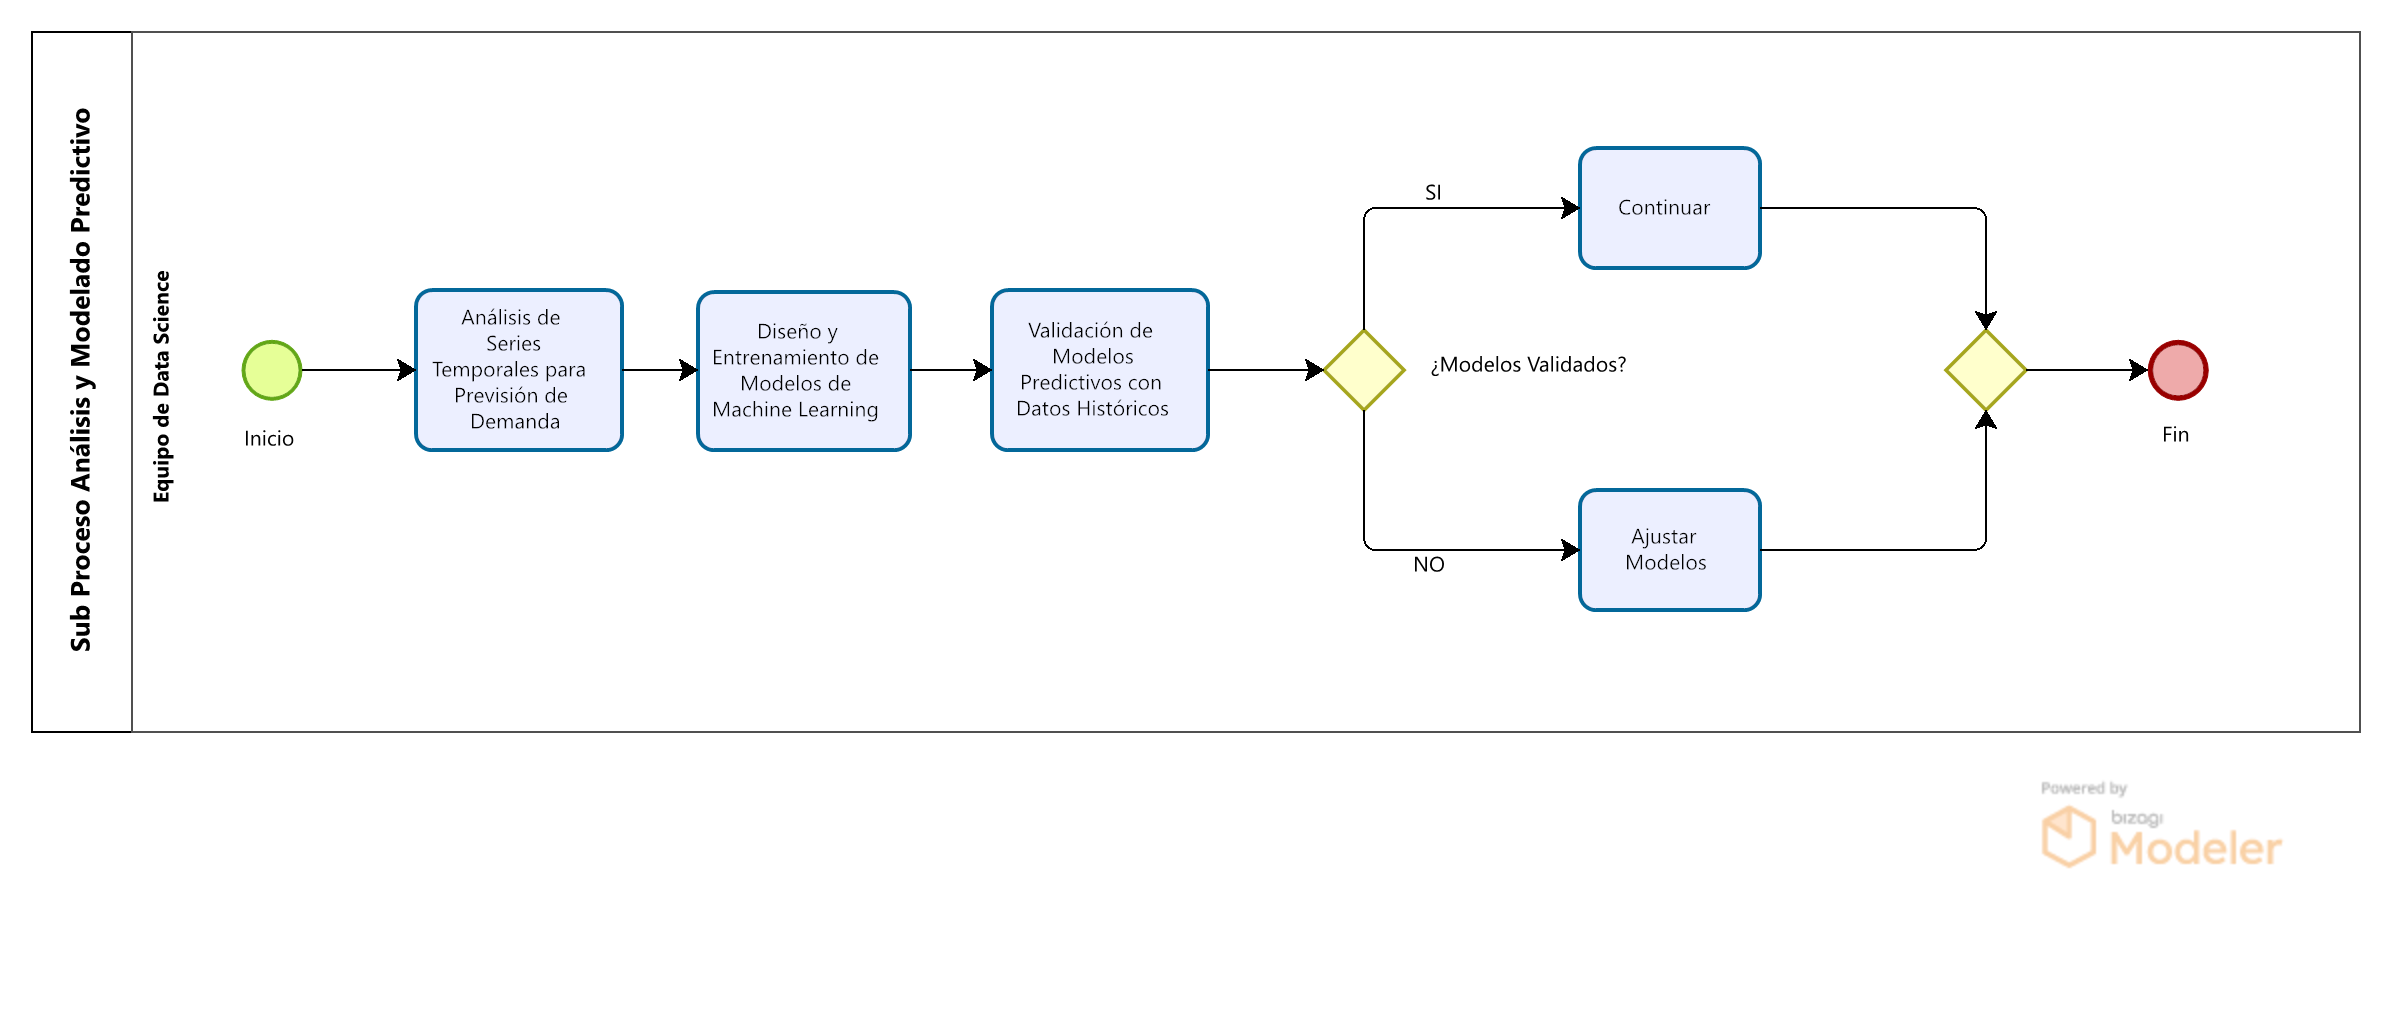 Sub Proceso Análisis y Modelado Predictivo
Equipo de Data Science
Inicio
Análisis de
Series
Temporales para
Previsión de
Demanda
Diseño y
Entrenamiento de
Modelos de
Machine Learning
Validación de
Modelos
Predictivos con
Datos Históricos
¿Modelos Validados?
SI
Continuar
NO
Ajustar
Modelos
Fin
Powered by
bizagi
Modeler